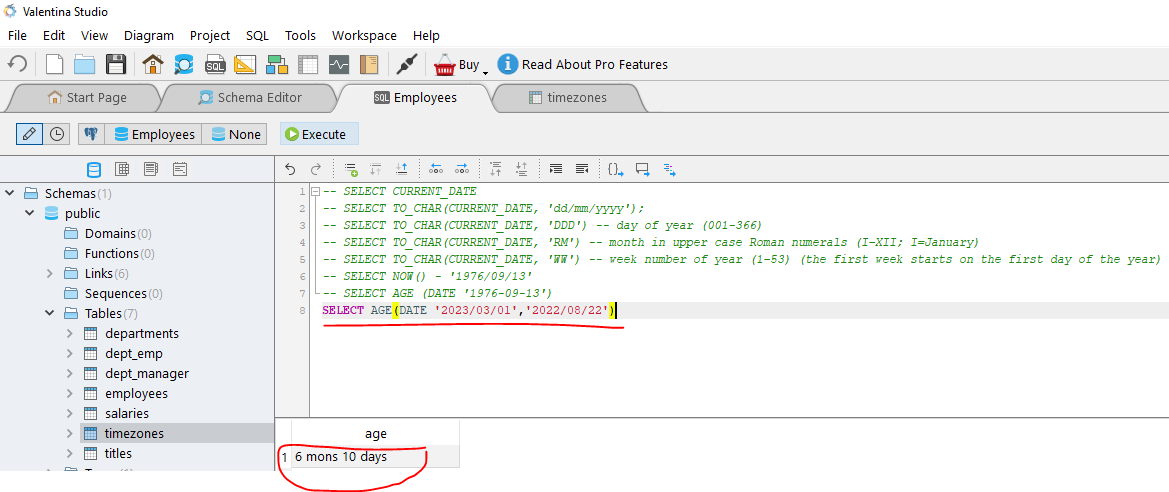 Valentina Studio
File Edit View Diagram Project SQL Tools Workspace Help
SQL Buy Read About Pro Features
Start Page Schema Editor SQL Employees timezones
Employees None Execute
Schemas(1)
public
Domains(0)
Functions(0)
Links(6)
Sequences(0)
Tables(7)
departments
dept_emp
dept_manager
employees
salaries
timezones
titles
1 -- SELECT CURRENT_DATE
2 -- SELECT TO_CHAR(CURRENT_DATE, 'dd/mm/yyyy');
3 -- SELECT TO_CHAR(CURRENT_DATE, 'DDD') -- day of year (001-366)
4 -- SELECT TO_CHAR(CURRENT_DATE, 'RM') -- month in upper case Roman numerals (I-XII; I=January)
5 -- SELECT TO_CHAR(CURRENT_DATE, 'WW') -- week number of year (1-53) (the first week starts on the first day of the year)
6 -- SELECT NOW() - '1976/09/13'
7 -- SELECT AGE (DATE '1976-09-13')
8 SELECT AGE(DATE '2023/03/01','2022/08/22')
age
1 6 mons 10 days